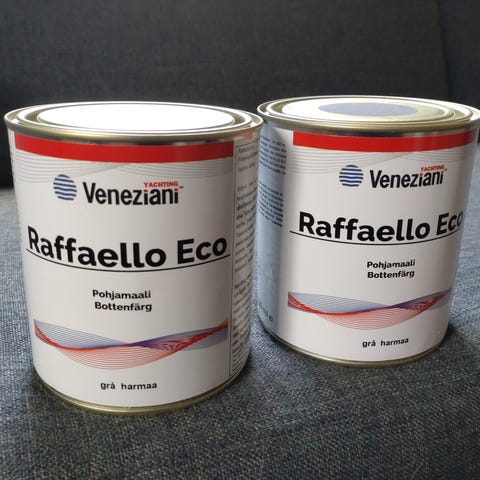 YACHTING
Veneziani
Raffaello Eco
Pohjamaali
Bottenfärg
grå harmaa
YACHTING
Veneziani
Raffaello Eco
Pohjamaali
Bottenfärg
grå harmaa